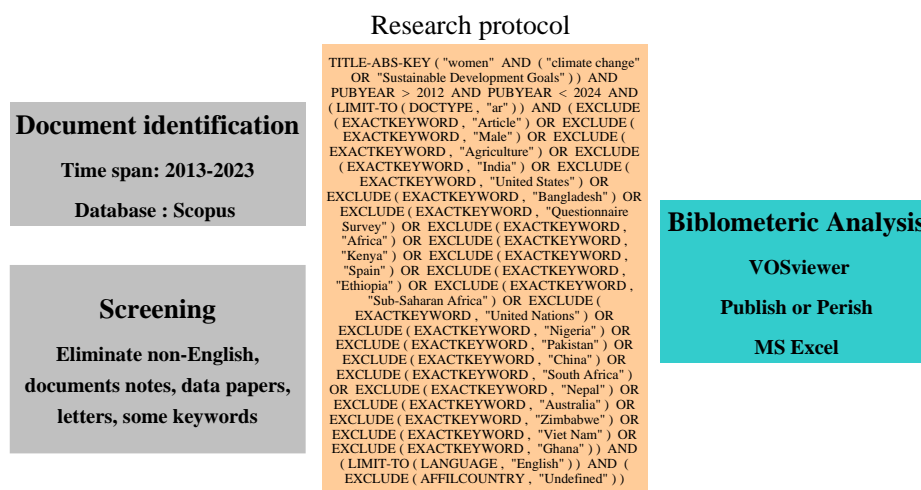 Research protocol
Document identification
Time span: 2013-2023
Database : Scopus
Screening
Eliminate non-English,
documents notes, data papers,
letters, some keywords
TITLE-ABS-KEY ( "women" AND ( "climate change"
OR "Sustainable Development Goals" ) ) AND
PUBYEAR > 2012 AND PUBYEAR < 2024 AND
( LIMIT-TO ( DOCTYPE , "ar" ) ) AND ( EXCLUDE
( EXACTKEYWORD , "Article" ) OR EXCLUDE (
EXACTKEYWORD , "Male" ) OR EXCLUDE (
EXACTKEYWORD , "Agriculture" ) OR EXCLUDE
( EXACTKEYWORD , "India" ) OR EXCLUDE (
EXACTKEYWORD , "United States" ) OR
EXCLUDE ( EXACTKEYWORD , "Bangladesh" ) OR
EXCLUDE ( EXACTKEYWORD , "Questionnaire
Survey" ) OR EXCLUDE ( EXACTKEYWORD ,
"Africa" ) OR EXCLUDE ( EXACTKEYWORD ,
"Kenya" ) OR EXCLUDE ( EXACTKEYWORD ,
"Spain" ) OR EXCLUDE ( EXACTKEYWORD ,
"Ethiopia" ) OR EXCLUDE ( EXACTKEYWORD ,
"Sub-Saharan Africa" ) OR EXCLUDE (
EXACTKEYWORD , "United Nations" ) OR
EXCLUDE ( EXACTKEYWORD , "Nigeria" ) OR
EXCLUDE ( EXACTKEYWORD , "Pakistan" ) OR
EXCLUDE ( EXACTKEYWORD , "China" ) OR
EXCLUDE ( EXACTKEYWORD , "South Africa" )
OR EXCLUDE ( EXACTKEYWORD , "Nepal" ) OR
EXCLUDE ( EXACTKEYWORD , "Australia" ) OR
EXCLUDE ( EXACTKEYWORD , "Zimbabwe" ) OR
EXCLUDE ( EXACTKEYWORD , "Viet Nam" ) OR
EXCLUDE ( EXACTKEYWORD , "Ghana" ) ) AND
( LIMIT-TO ( LANGUAGE , "English" ) ) AND (
EXCLUDE ( AFFILCOUNTRY , "Undefined" ) )
Biblometeric Analysis
VOSviewer
Publish or Perish
MS Excel